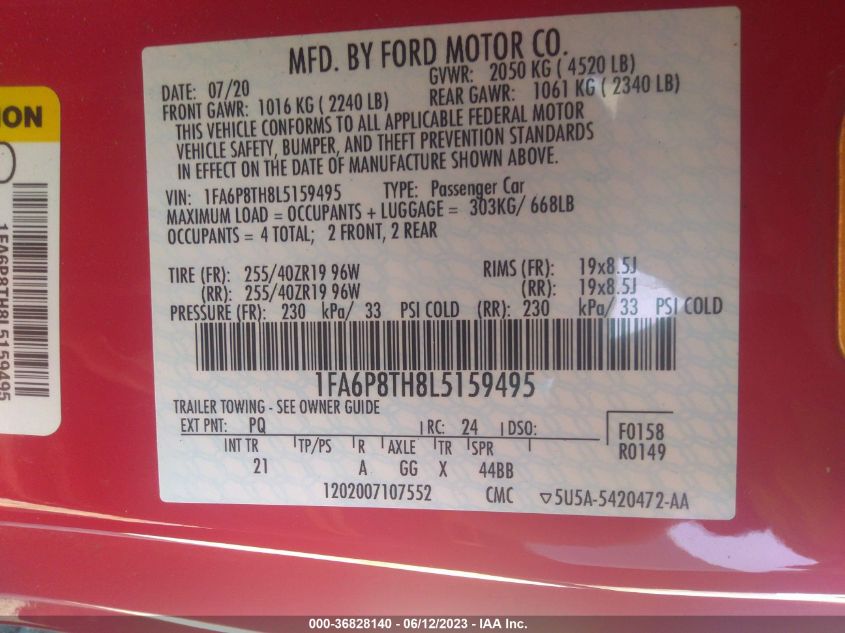 MFD. BY FORD MOTOR CO.
DATE: 07/20 GVWR: 2050 KG ( 4520 LB)
FRONT GAWR: 1016 KG ( 2240 LB) REAR GAWR: 1061 KG ( 2340 LB)
THIS VEHICLE CONFORMS TO ALL APPLICABLE FEDERAL MOTOR
VEHICLE SAFETY, BUMPER, AND THEFT PREVENTION STANDARDS
IN EFFECT ON THE DATE OF MANUFACTURE SHOWN ABOVE.
VIN: 1FA6P8TH8L5159495 TYPE: Passenger Car
MAXIMUM LOAD = OCCUPANTS + LUGGAGE = 303KG/ 668LB
OCCUPANTS = 4 TOTAL; 2 FRONT, 2 REAR
TIRE (FR): 255/40ZR19 96W RIMS (FR): 19x8.5J
(RR): 255/40ZR19 96W (RR): 19x8.5J
PRESSURE (FR): 230 kPa/ 33 PSI COLD (RR): 230 kPa/ 33 PSI COLD
1FA6P8TH8L5159495
TRAILER TOWING - SEE OWNER GUIDE
EXT PNT: PQ RC: 24 DSO: F0158
R0149
INT TR TP/PS R AXLE TR SPR
21 A GG X 44BB
1202007107552 CMC ▽5U5A-5420472-AA
ION
1FA6P8TH8L5159495
000-36828140 - 06/12/2023 - IAA Inc.